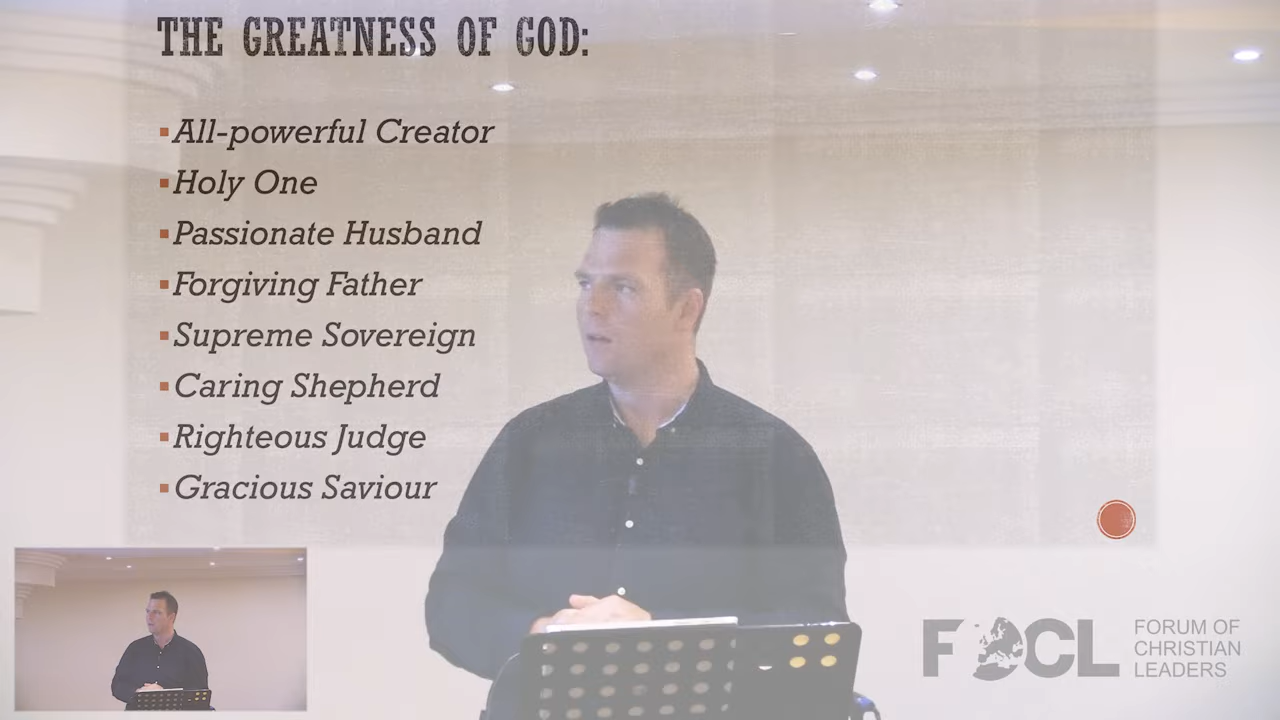 THE GREATNESS OF GOD:
All-powerful Creator
Holy One
Passionate Husband
Forgiving Father
Supreme Sovereign
Caring Shepherd
Righteous Judge
Gracious Saviour
FOCL
FORUM OF
CHRISTIAN
LEADERS